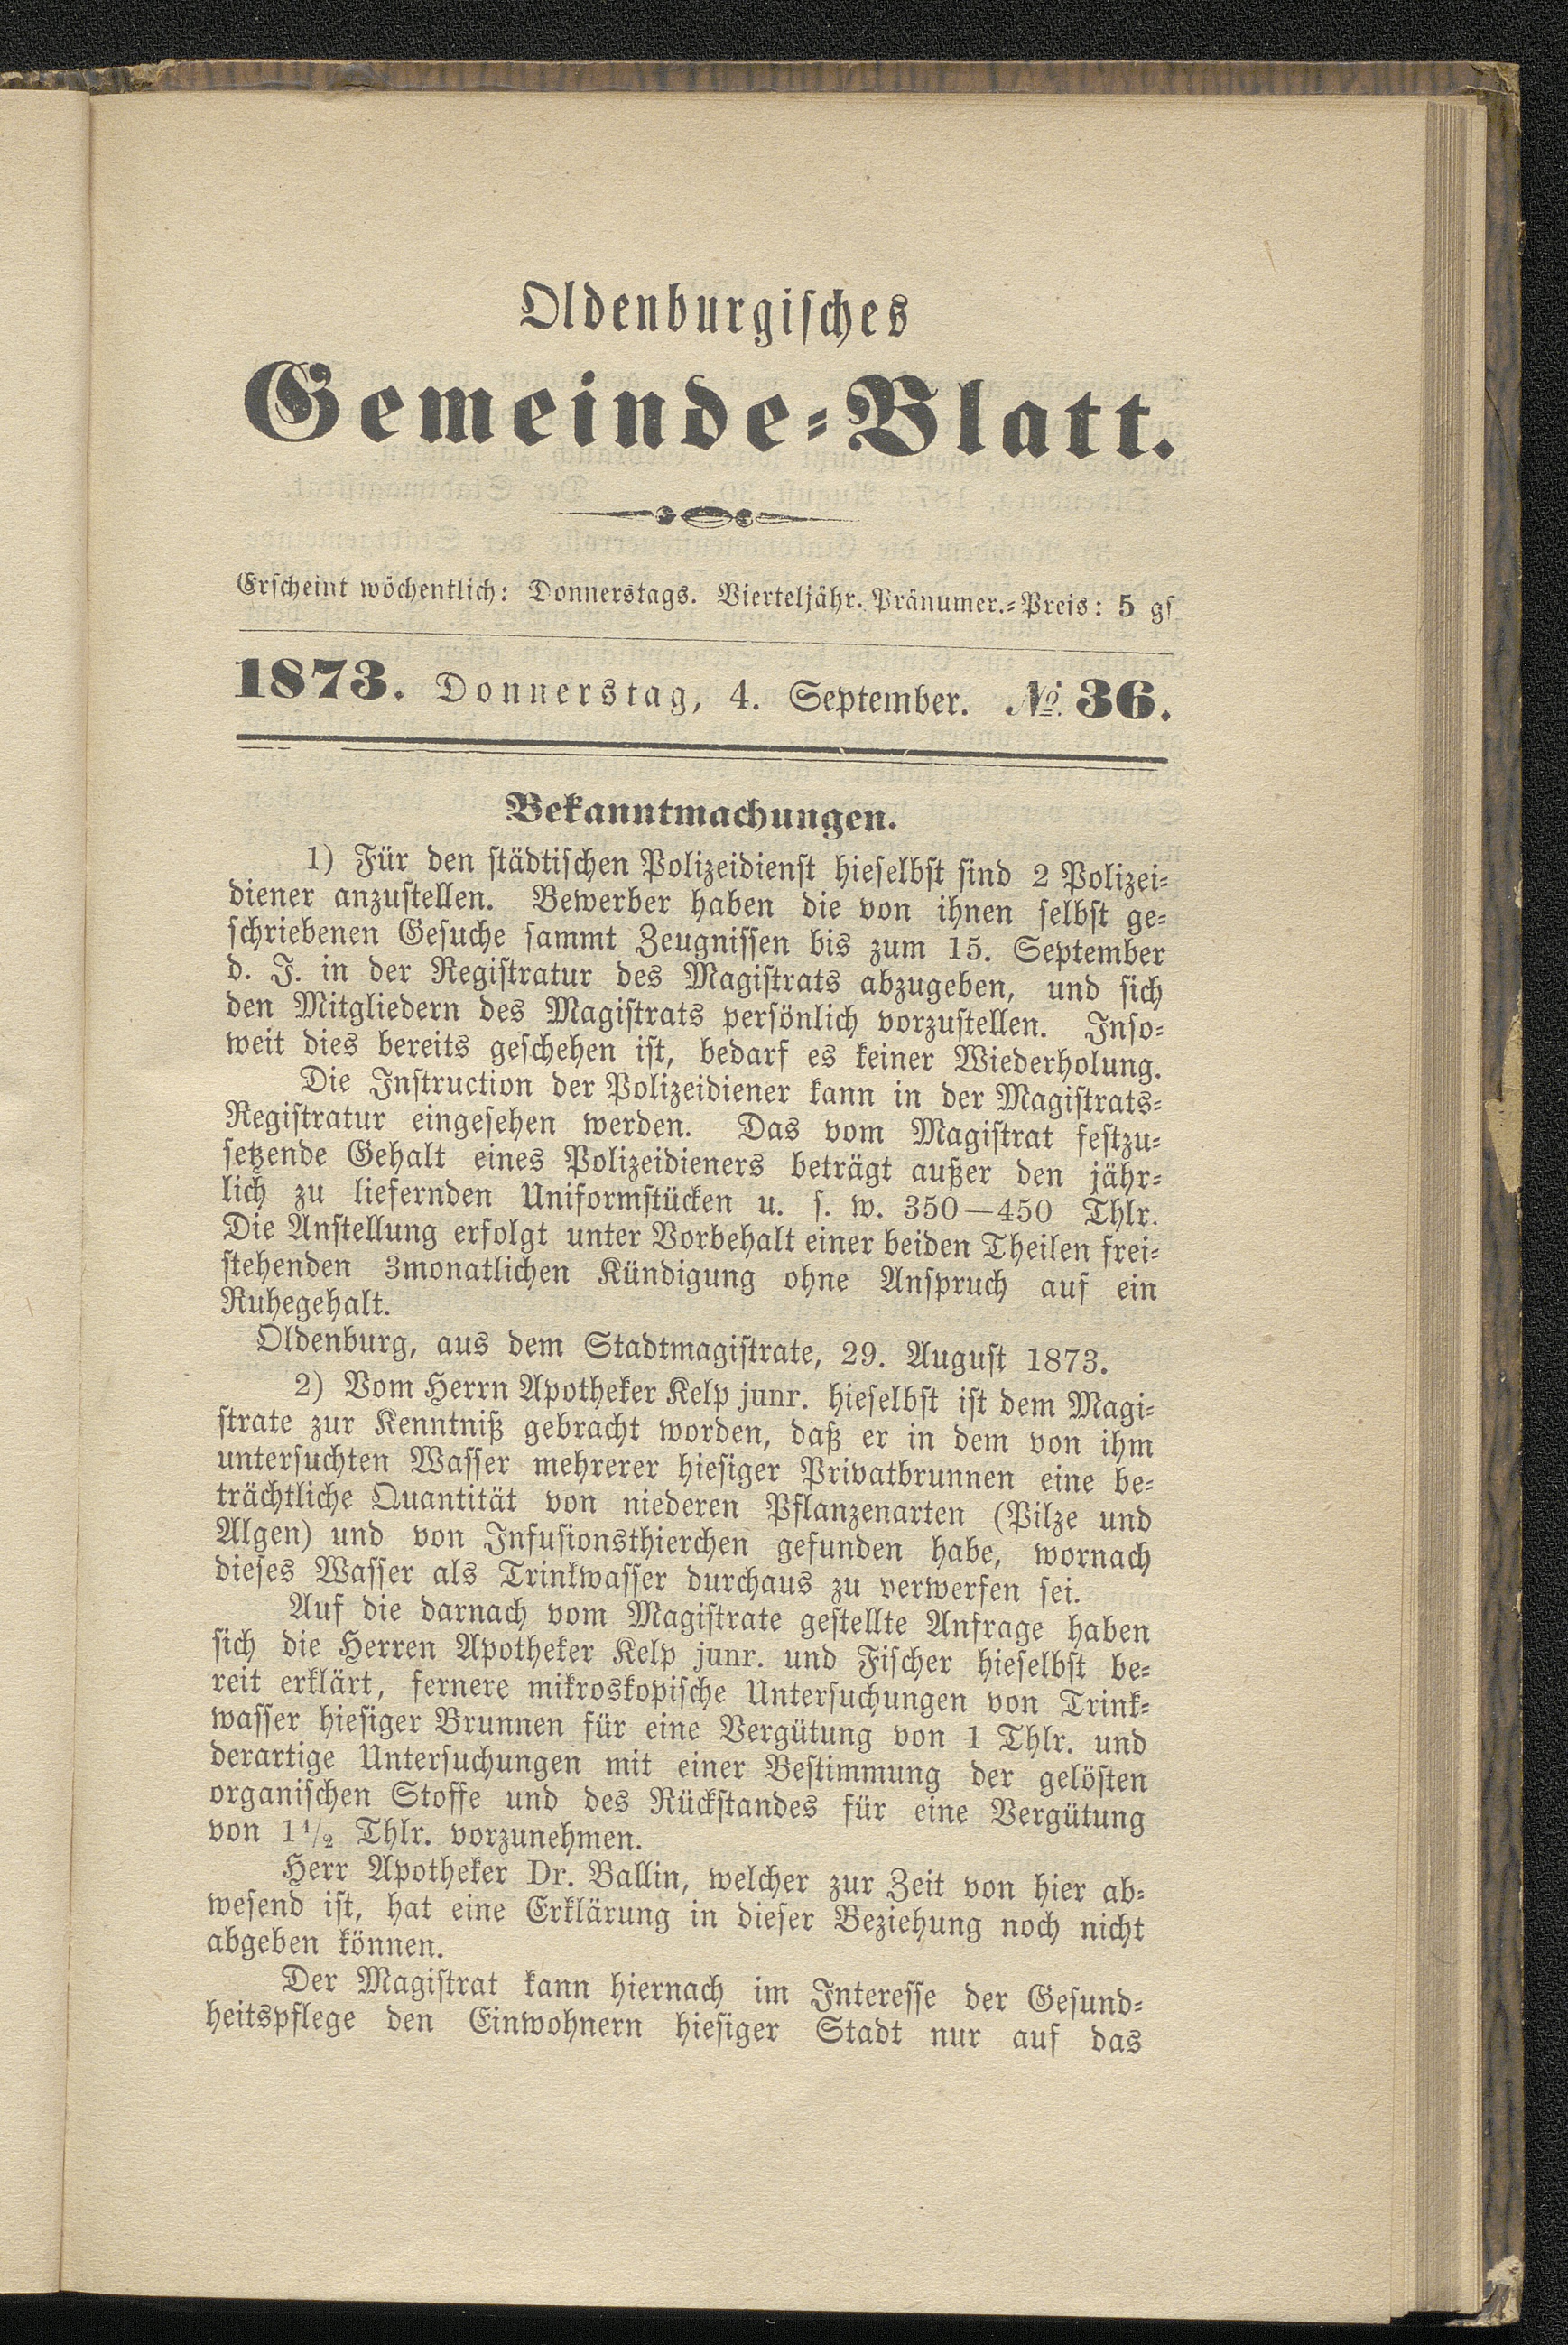 Oldenburgisches
Gemeinde-Blatt.
Erscheint wöchentlich: Donnerstags. Vierteljähr. Pränumer.-Preis: 5 gſ
1873. Donnerstag, 4. September. № 36.
Bekanntmachungen.
1) Für den städtischen Polizeidienst hieselbst sind 2 Polizei-
diener anzustellen. Bewerber haben die von ihnen selbst ge-
schriebenen Gesuche sammt Zeugnissen bis zum 15. September
d. J. in der Registratur des Magistrats abzugeben, und sich
den Mitgliedern des Magistrats persönlich vorzustellen. Inso-
weit dies bereits geschehen ist, bedarf es keiner Wiederholung.
Die Instruction der Polizeidiener kann in der Magistrats-
Registratur eingesehen werden. Das vom Magistrat festzu-
setzende Gehalt eines Polizeidieners beträgt außer den jähr-
lich zu liefernden Uniformstücken u. s. w. 350—450 Thlr.
Die Anstellung erfolgt unter Vorbehalt einer beiden Theilen frei-
stehenden 3monatlichen Kündigung ohne Anspruch auf ein
Ruhegehalt.
Oldenburg, aus dem Stadtmagistrate, 29. August 1873.
2) Vom Herrn Apotheker Kelp junr. hieselbst ist dem Magi-
strate zur Kenntniß gebracht worden, daß er in dem von ihm
untersuchten Wasser mehrerer hiesiger Privatbrunnen eine be-
trächtliche Quantität von niederen Pflanzenarten (Pilze und
Algen) und von Infusionsthierchen gefunden habe, wornach
dieses Wasser als Trinkwasser durchaus zu verwerfen sei.
Auf die darnach vom Magistrate gestellte Anfrage haben
sich die Herren Apotheker Kelp junr. und Fischer hieselbst be-
reit erklärt, fernere mikroskopische Untersuchungen von Trink-
wasser hiesiger Brunnen für eine Vergütung von 1 Thlr. und
derartige Untersuchungen mit einer Bestimmung der gelösten
organischen Stoffe und des Rückstandes für eine Vergütung
von 1½ Thlr. vorzunehmen.
Herr Apotheker Dr. Ballin, welcher zur Zeit von hier ab-
wesend ist, hat eine Erklärung in dieser Beziehung noch nicht
abgeben können.
Der Magistrat kann hiernach im Interesse der Gesund-
heitspflege den Einwohnern hiesiger Stadt nur auf das